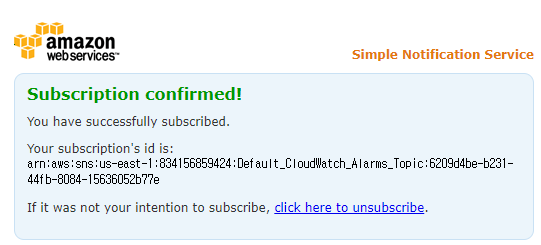 amazon
webservices™
Simple Notification Service
Subscription confirmed!
You have successfully subscribed.
Your subscription's id is:
arn:aws:sns:us-east-1:834156859424:Default_CloudWatch_Alarms_Topic:6209d4be-b231-
44fb-8084-15636052b77e
If it was not your intention to subscribe, click here to unsubscribe.